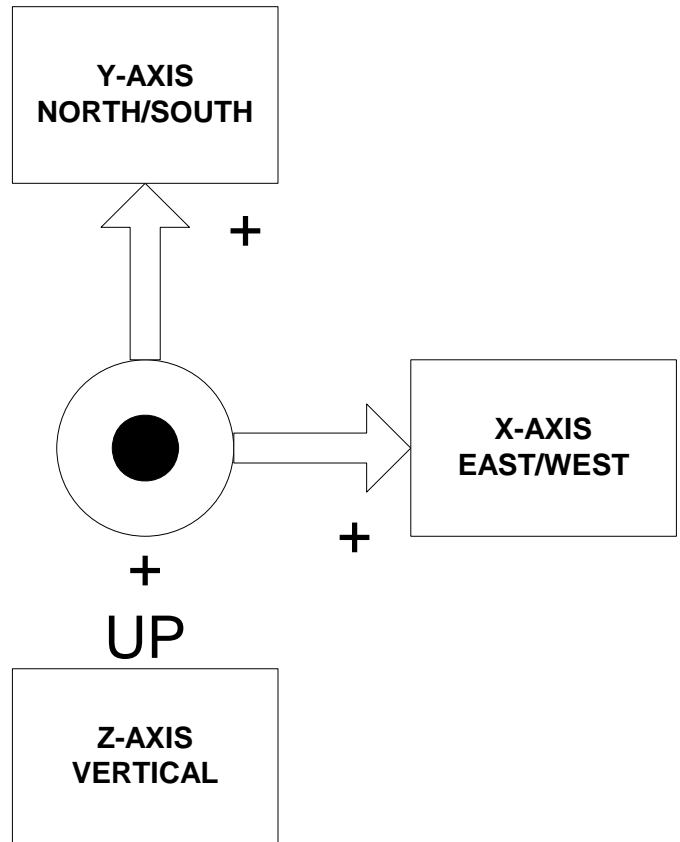 Y-AXIS
NORTH/SOUTH
+
X-AXIS
EAST/WEST
+
+
UP
Z-AXIS
VERTICAL